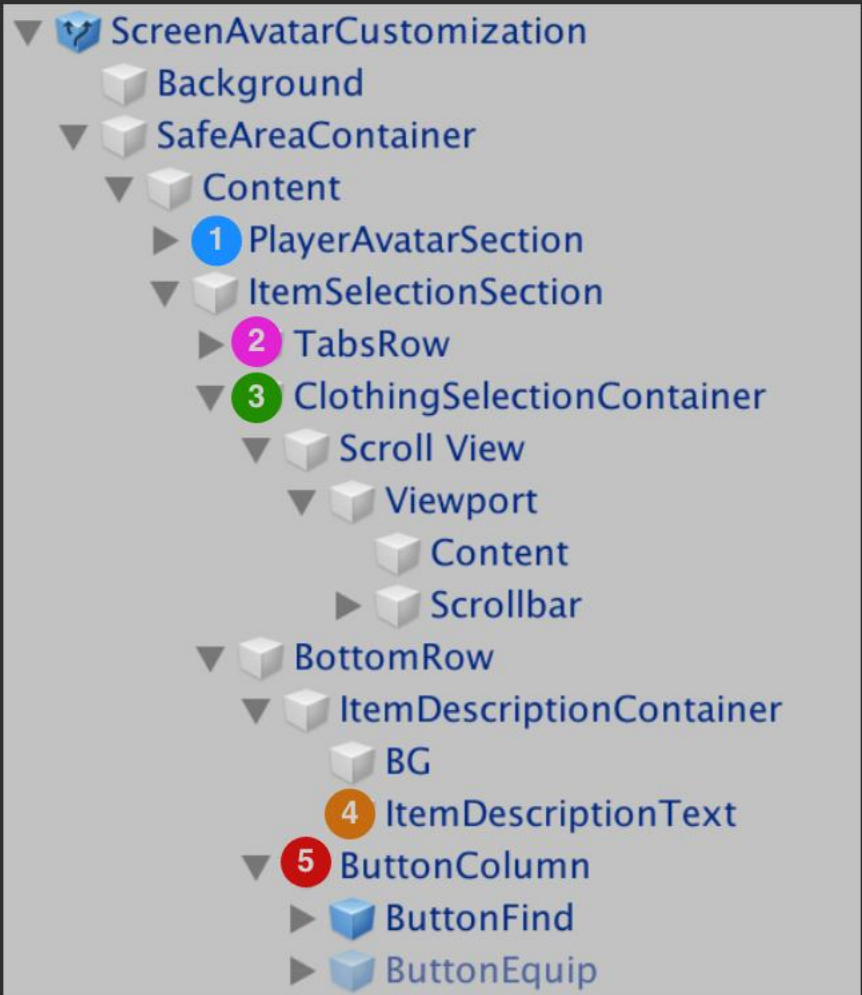 ScreenAvatarCustomization
Background
SafeAreaContainer
Content
1 PlayerAvatarSection
ItemSelectionSection
2 TabsRow
3 ClothingSelectionContainer
Scroll View
Viewport
Content
Scrollbar
BottomRow
ItemDescriptionContainer
BG
4 ItemDescriptionText
5 ButtonColumn
ButtonFind
ButtonEquip